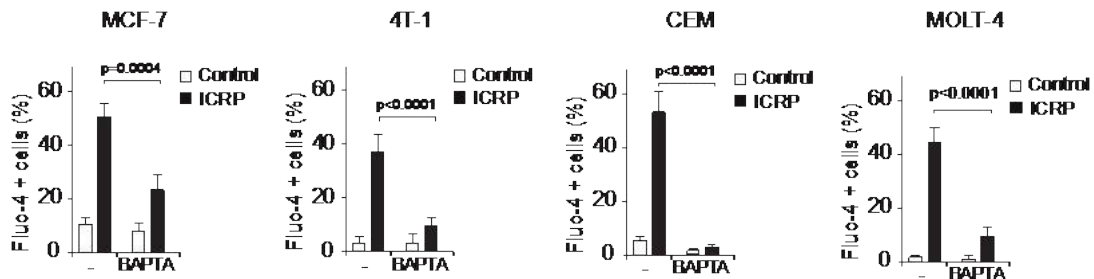 MCF-7
p=0.0004
Control
ICRP
Fluo-4 + cells (%)
60
40
20
0
– BAPTA
4T-1
p<0.0001
Control
ICRP
Fluo-4 + cells (%)
60
40
20
0
– BAPTA
CEM
p<0.0001
Control
ICRP
Fluo-4 + cells (%)
60
40
20
0
– BAPTA
MOLT-4
p<0.0001
Control
ICRP
Fluo-4 + cells (%)
60
40
20
0
– BAPTA